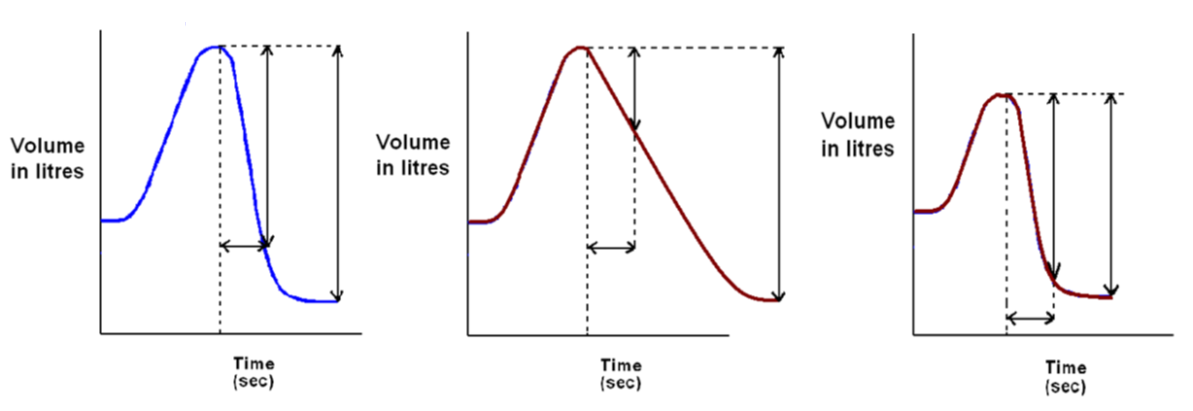 Volume
in litres
Time
(sec)
Volume
in litres
Time
(sec)
Volume
in litres
Time
(sec)